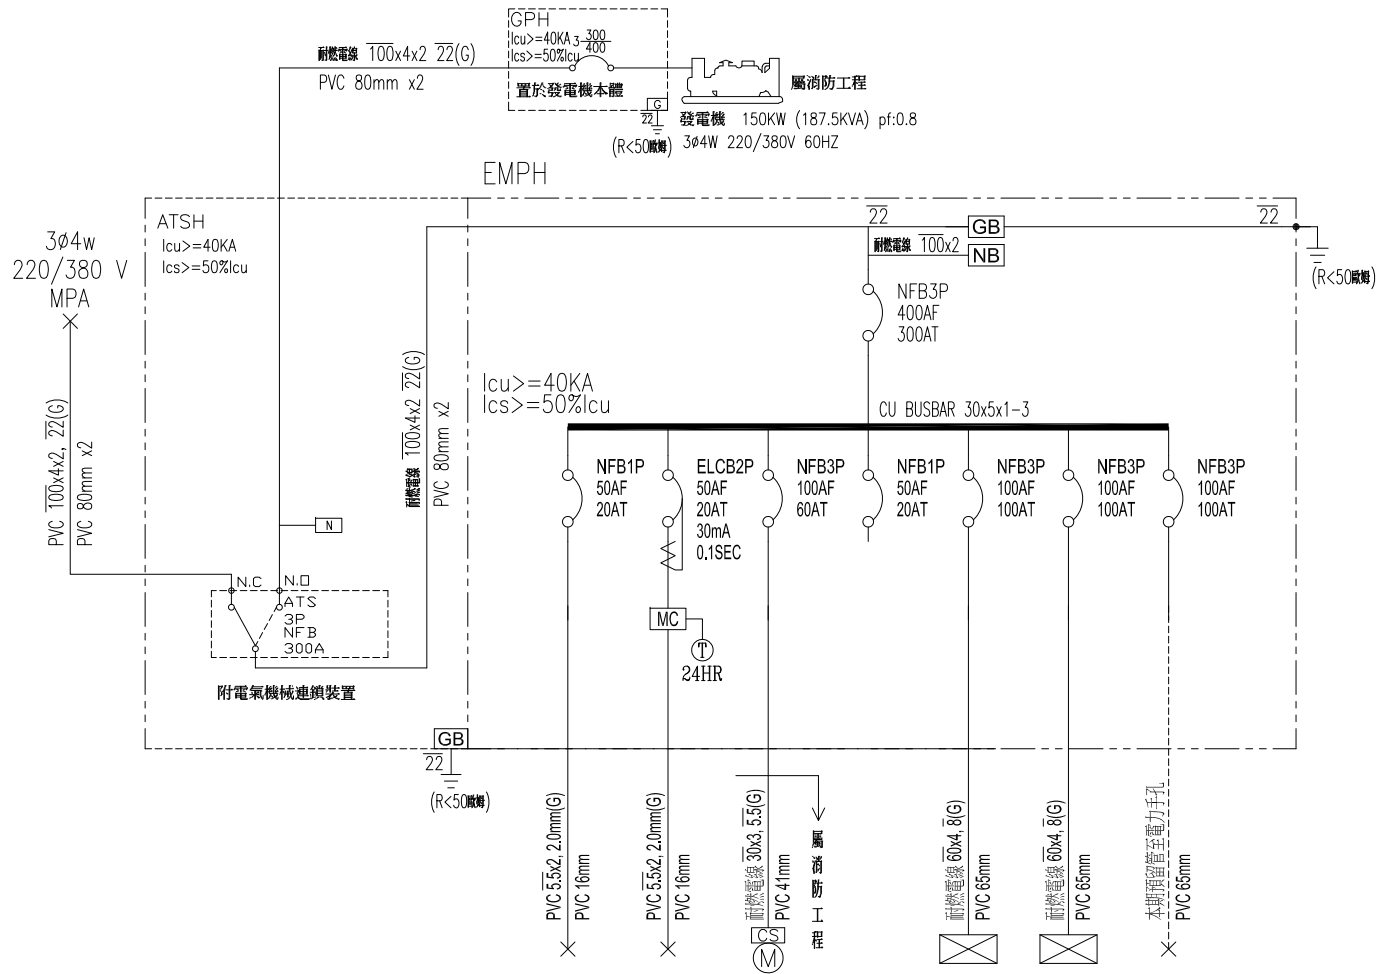 GPH
Icu>=40KA
Ics>=50%Icu
3 300
400
置於發電機本體
G
22
(R<50歐姆)
耐燃電線 100x4x2 22(G)
PVC 80mm x2
屬消防工程
發電機 150KW (187.5KVA) pf:0.8
3ø4W 220/380V 60HZ
EMPH
ATSH
Icu>=40KA
Ics>=50%Icu
3ø4w
220/380 V
MPA
PVC 100x4x2, 22(G)
PVC 80mm x2
N
N.C
N.O
ATS
3P
NFB
300A
附電氣機械連鎖裝置
耐燃電線 100x4x2 22(G)
PVC 80mm x2
GB
22
(R<50歐姆)
22
GB
22
耐燃電線 100x2
NB
(R<50歐姆)
NFB3P
400AF
300AT
Icu>=40KA
Ics>=50%Icu
CU BUSBAR 30x5x1-3
NFB1P
50AF
20AT
ELCB2P
50AF
20AT
30mA
0.1SEC
NFB3P
100AF
60AT
NFB1P
50AF
20AT
NFB3P
100AF
100AT
NFB3P
100AF
100AT
NFB3P
100AF
100AT
MC
T
24HR
PVC 5.5x2, 2.0mm(G)
PVC 16mm
PVC 5.5x2, 2.0mm(G)
PVC 16mm
耐燃電線 30x3, 5.5(G)
PVC 41mm
CS
M
屬消防工程
耐燃電線 60x4, 8(G)
PVC 65mm
耐燃電線 60x4, 8(G)
PVC 65mm
本期預留管至電力手孔
PVC 65mm